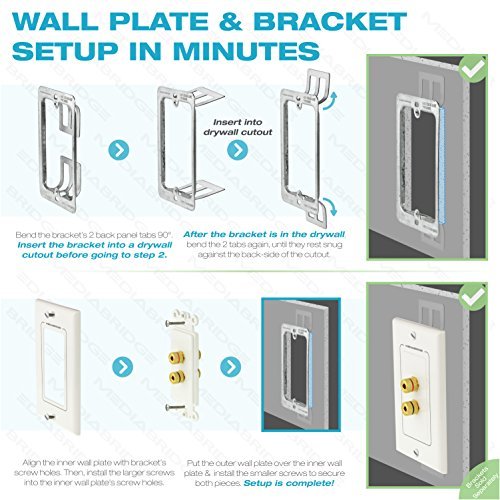 WALL PLATE & BRACKET
SETUP IN MINUTES
Insert into
drywall cutout
Bend the bracket's 2 back panel tabs 90°.
Insert the bracket into a drywall
cutout before going to step 2.
After the bracket is in the drywall
bend the 2 tabs again, until they rest snug
against the back-side of the cutout.
Align the inner wall plate with bracket's
screw holes. Then, install the larger screws
into the inner wall plate's screw holes.
Put the outer wall plate over the inner wall
plate & install the smaller screws to secure
both pieces. Setup is complete!
Brackets
Sold
Separately
MEDIABRIDGE